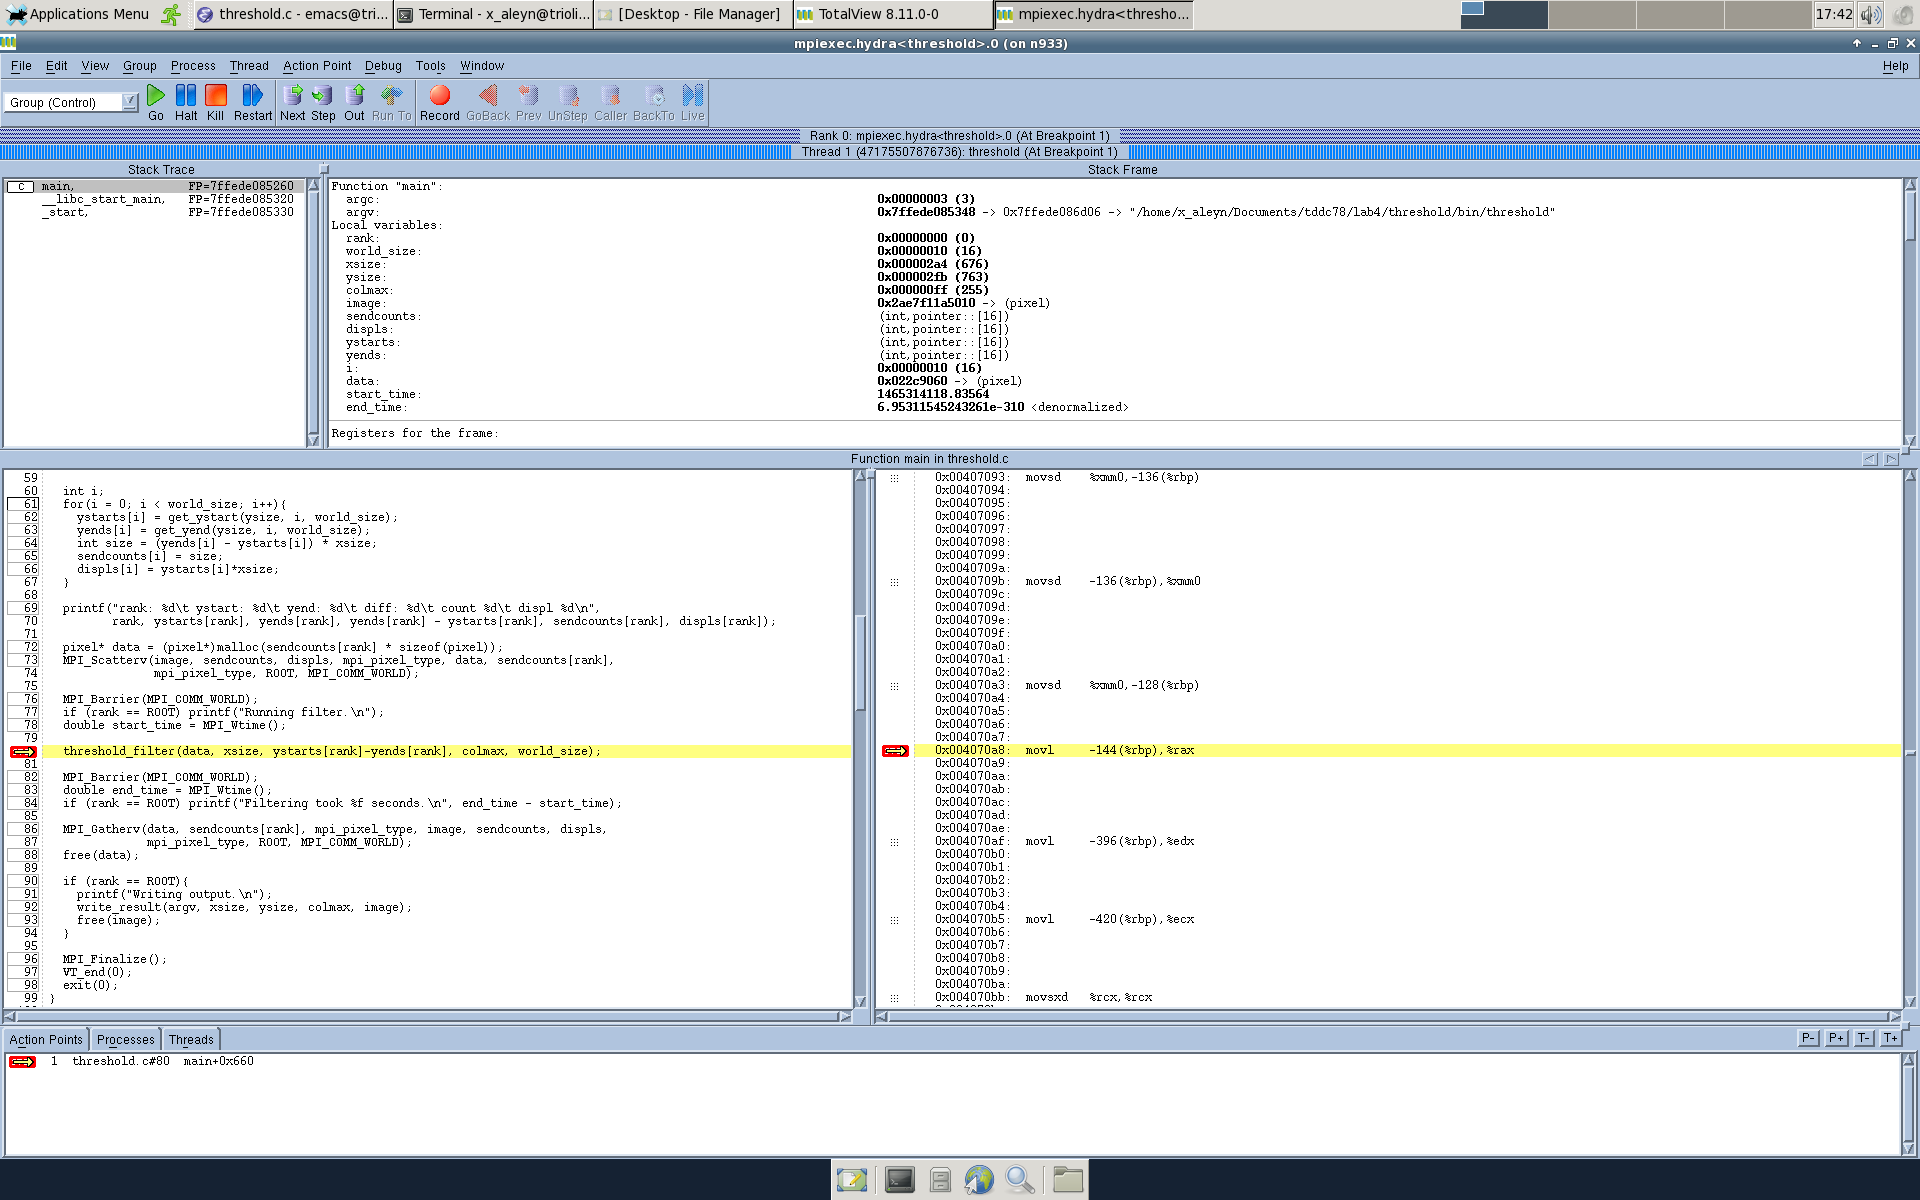 Applications Menu
threshold.c - emacs@tri...
Terminal - x_aleyn@trioli...
[Desktop - File Manager]
TotalView 8.11.0-0
mpiexec.hydra<thresho...
17:42
mpiexec.hydra<threshold>.0 (on n933)
File Edit View Group Process Thread Action Point Debug Tools Window Help
Group (Control)
Go Halt Kill Restart Next Step Out Run To Record GoBack Prev UnStep Caller BackTo Live
Rank 0: mpiexec.hydra<threshold>.0 (At Breakpoint 1)
Thread 1 (47175507876736): threshold (At Breakpoint 1)
Stack Trace
C main, FP=7ffede085260
__libc_start_main, FP=7ffede085320
_start, FP=7ffede085330
Stack Frame
Function "main":
argc: 0x00000003 (3)
argv: 0x7ffede085348 -> 0x7ffede086d06 -> "/home/x_aleyn/Documents/tddc78/lab4/threshold/bin/threshold"
Local variables:
rank: 0x00000000 (0)
world_size: 0x00000010 (16)
xsize: 0x000002a4 (676)
ysize: 0x000002fb (763)
colmax: 0x000000ff (255)
image: 0x2ae7f11a5010 -> (pixel)
sendcounts: (int,pointer::[16])
displs: (int,pointer::[16])
ystarts: (int,pointer::[16])
yends: (int,pointer::[16])
i: 0x00000010 (16)
data: 0x022c9060 -> (pixel)
start_time: 1465314118.83564
end_time: 6.95311545243261e-310 <denormalized>
Registers for the frame:
Function main in threshold.c
59
60 int i;
61 for(i = 0; i < world_size; i++){
62 ystarts[i] = get_ystart(ysize, i, world_size);
63 yends[i] = get_yend(ysize, i, world_size);
64 int size = (yends[i] - ystarts[i]) * xsize;
65 sendcounts[i] = size;
66 displs[i] = ystarts[i]*xsize;
67 }
68
69 printf("rank: %d\t ystart: %d\t yend: %d\t diff: %d\t count %d\t displ %d\n",
70 rank, ystarts[rank], yends[rank], yends[rank] - ystarts[rank], sendcounts[rank], displs[rank]);
71
72 pixel* data = (pixel*)malloc(sendcounts[rank] * sizeof(pixel));
73 MPI_Scatterv(image, sendcounts, displs, mpi_pixel_type, data, sendcounts[rank],
74 mpi_pixel_type, ROOT, MPI_COMM_WORLD);
75
76 MPI_Barrier(MPI_COMM_WORLD);
77 if (rank == ROOT) printf("Running filter.\n");
78 double start_time = MPI_Wtime();
79
threshold_filter(data, xsize, ystarts[rank]-yends[rank], colmax, world_size);
81
82 MPI_Barrier(MPI_COMM_WORLD);
83 double end_time = MPI_Wtime();
84 if (rank == ROOT) printf("Filtering took %f seconds.\n", end_time - start_time);
85
86 MPI_Gatherv(data, sendcounts[rank], mpi_pixel_type, image, sendcounts, displs,
87 mpi_pixel_type, ROOT, MPI_COMM_WORLD);
88 free(data);
89
90 if (rank == ROOT){
91 printf("Writing output.\n");
92 write_result(argv, xsize, ysize, colmax, image);
93 free(image);
94 }
95
96 MPI_Finalize();
97 VT_end(0);
98 exit(0);
99 }
0x00407093: movsd %xmm0,-136(%rbp)
0x00407094:
0x00407095:
0x00407096:
0x00407097:
0x00407098:
0x00407099:
0x0040709a:
0x0040709b: movsd -136(%rbp),%xmm0
0x0040709c:
0x0040709d:
0x0040709e:
0x0040709f:
0x004070a0:
0x004070a1:
0x004070a2:
0x004070a3: movsd %xmm0,-128(%rbp)
0x004070a4:
0x004070a5:
0x004070a6:
0x004070a7:
0x004070a8: movl -144(%rbp),%rax
0x004070a9:
0x004070aa:
0x004070ab:
0x004070ac:
0x004070ad:
0x004070ae:
0x004070af: movl -396(%rbp),%edx
0x004070b0:
0x004070b1:
0x004070b2:
0x004070b3:
0x004070b4:
0x004070b5: movl -420(%rbp),%ecx
0x004070b6:
0x004070b7:
0x004070b8:
0x004070b9:
0x004070ba:
0x004070bb: movsxd %rcx,%rcx
Action Points Processes Threads P- P+ T- T+
1 threshold.c#80 main+0x660